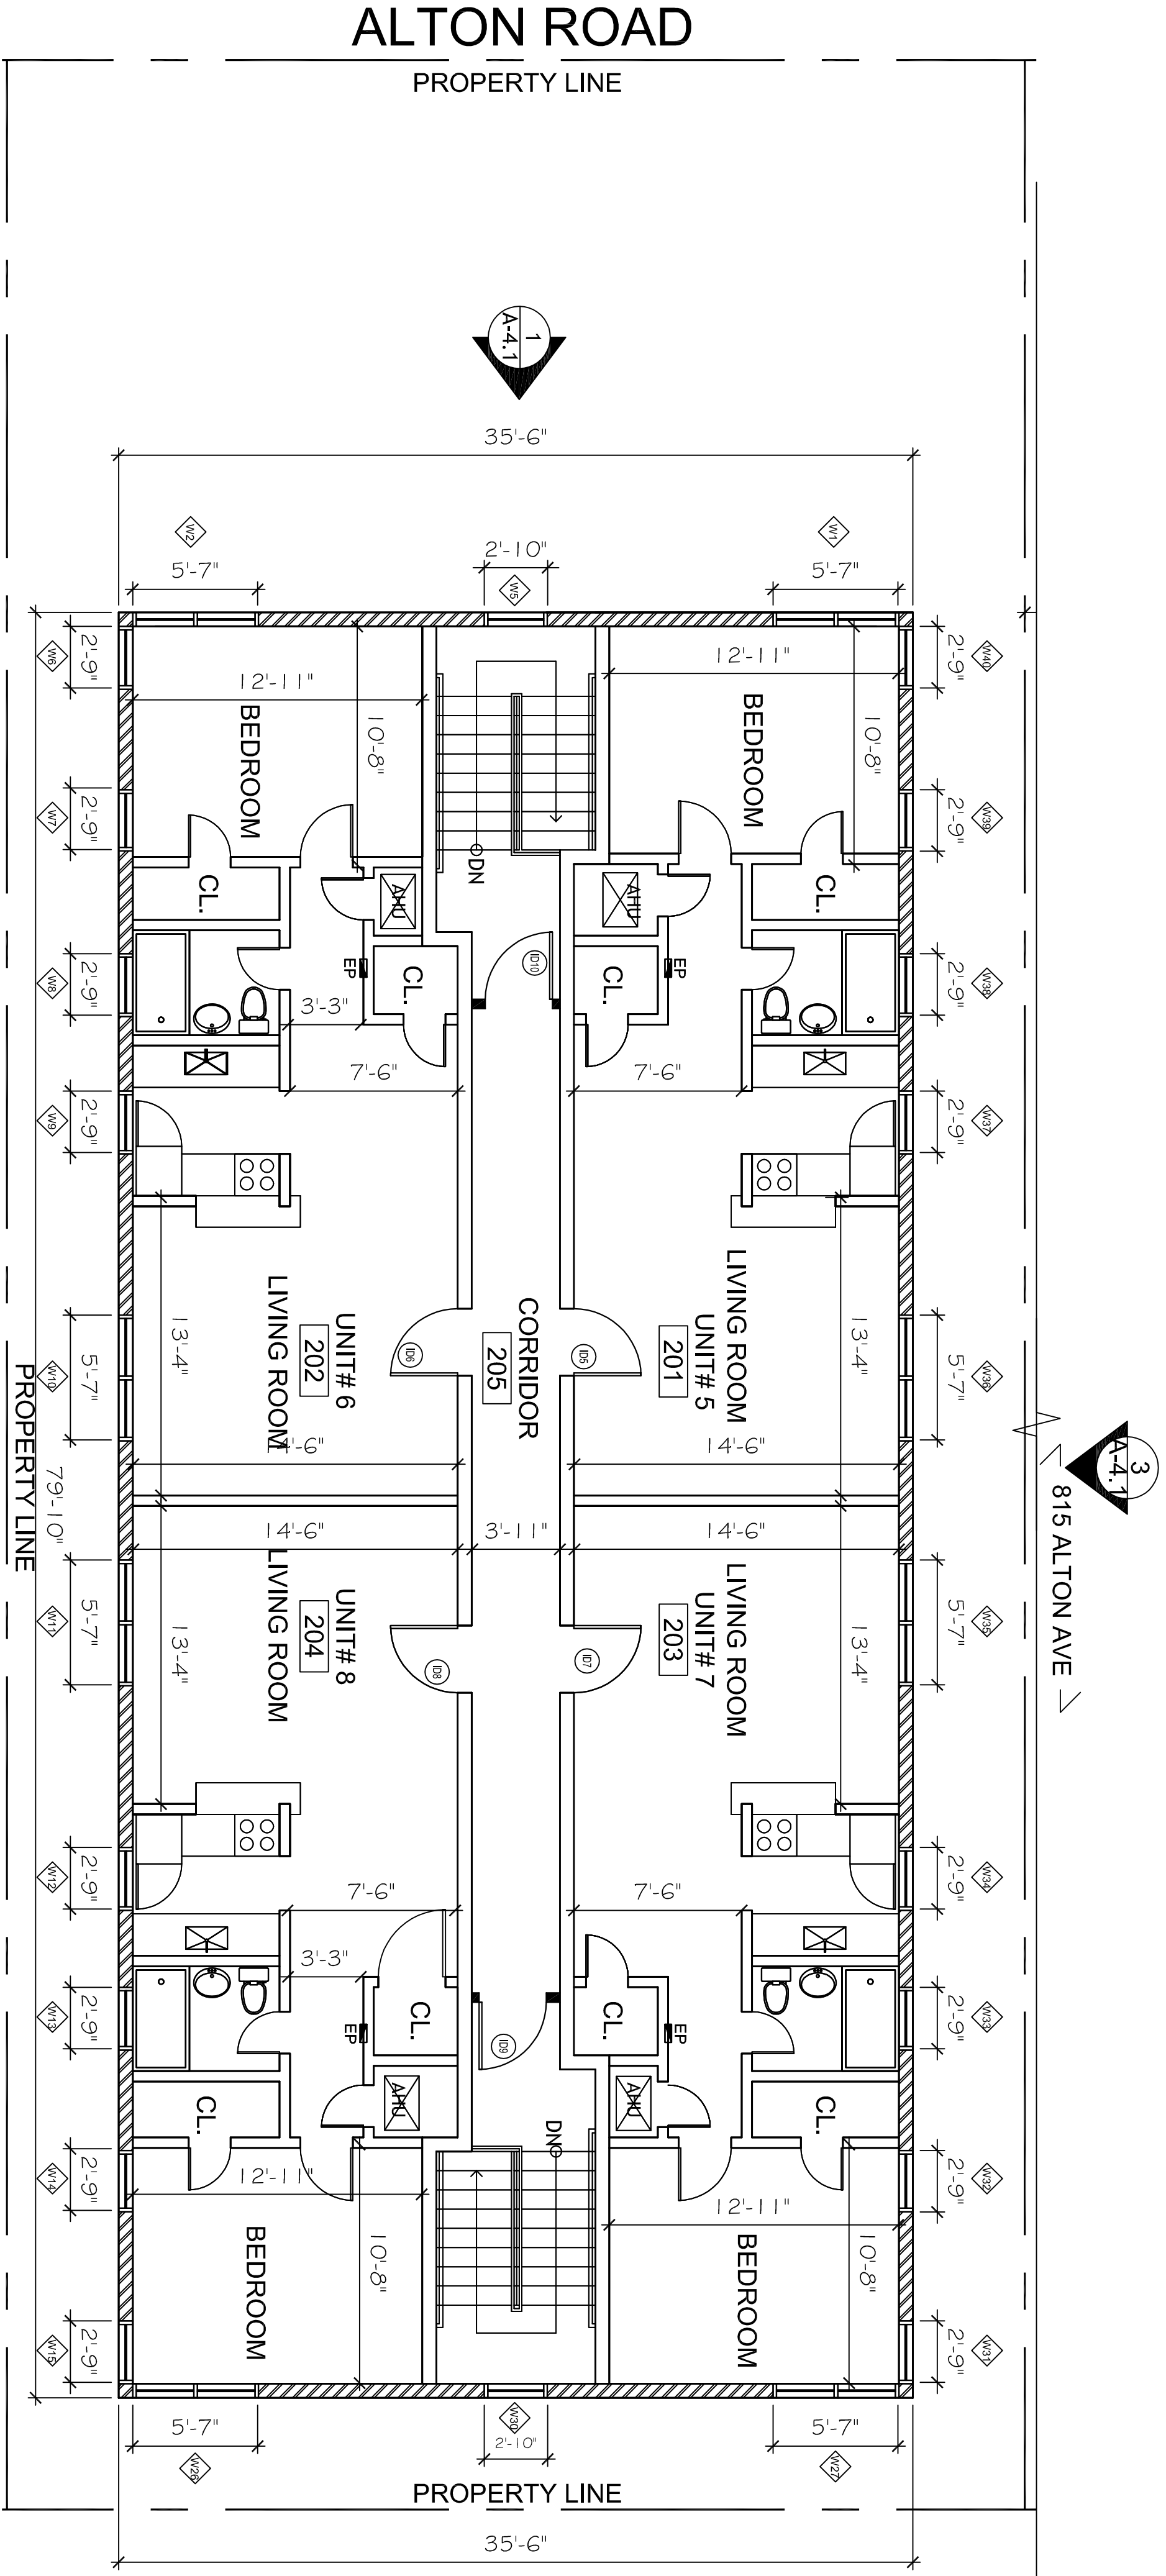 ALTON ROAD
PROPERTY LINE
1
A-4.1
35'-6"
W2
W1
5'-7"
2'-10"
5'-7"
W5
W6
2'-9"
12'-11"
12'-11"
2'-9"
W40
BEDROOM
10'-8"
BEDROOM
10'-8"
W7
2'-9"
2'-9"
W39
DN
CL.
AHU
AHU
CL.
W8
2'-9"
EP
CL.
ID10
CL.
EP
2'-9"
W38
3'-3"
7'-6"
7'-6"
W9
2'-9"
2'-9"
W37
LIVING ROOM
UNIT# 6
202
CORRIDOR
205
LIVING ROOM
UNIT# 5
201
13'-4"
ID6
ID5
13'-4"
W10
5'-7"
5'-7"
W36
14'-6"
14'-6"
3
A-4.1
815 ALTON AVE
PROPERTY LINE
79'-10"
14'-6"
3'-11"
14'-6"
LIVING ROOM
UNIT# 8
204
LIVING ROOM
UNIT# 7
203
W11
5'-7"
13'-4"
ID8
ID7
13'-4"
5'-7"
W35
W12
2'-9"
7'-6"
7'-6"
2'-9"
W34
3'-3"
W13
2'-9"
EP
CL.
ID9
CL.
EP
2'-9"
W33
CL.
AHU
AHU
CL.
DN
W14
2'-9"
12'-11"
12'-11"
2'-9"
W32
BEDROOM
10'-8"
BEDROOM
10'-8"
W15
2'-9"
2'-9"
W31
5'-7"
W30
5'-7"
2'-10"
W26
W27
PROPERTY LINE
35'-6"